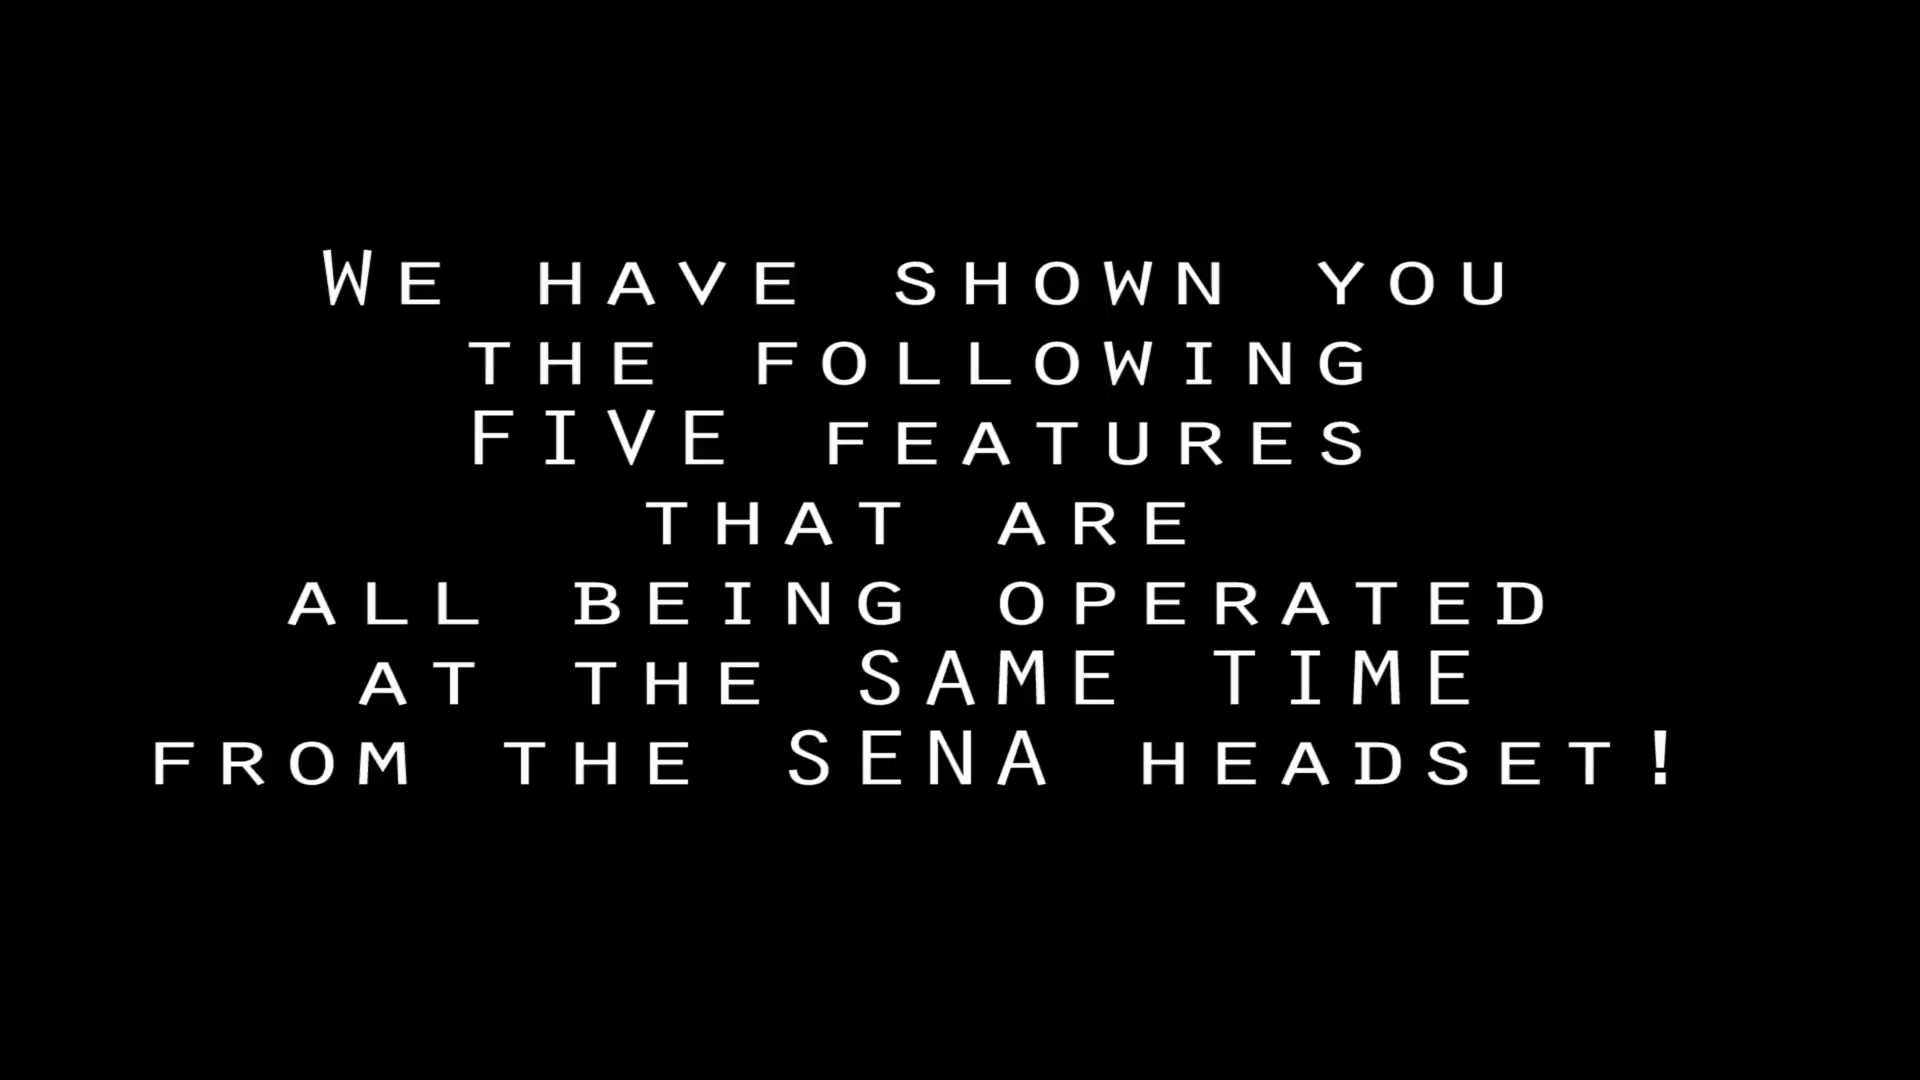 We have shown you
the following
FIVE features
that are
all being operated
at the SAME TIME
from the SENA headset!